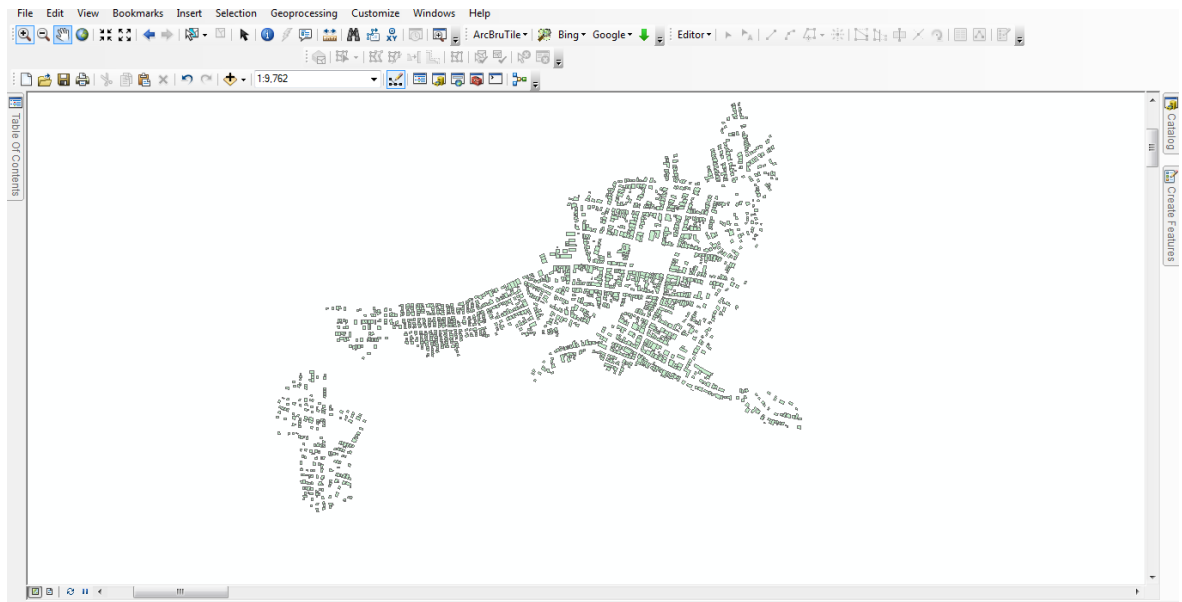 File Edit View Bookmarks Insert Selection Geoprocessing Customize Windows Help
ArcBruTile Bing Google Editor
1:9,762
Table Of Contents
Catalog
Create Features